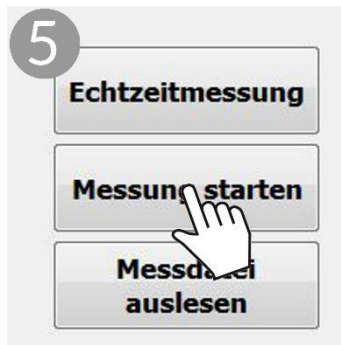 5
Echtzeitmessung
Messung starten
Messdatei
auslesen